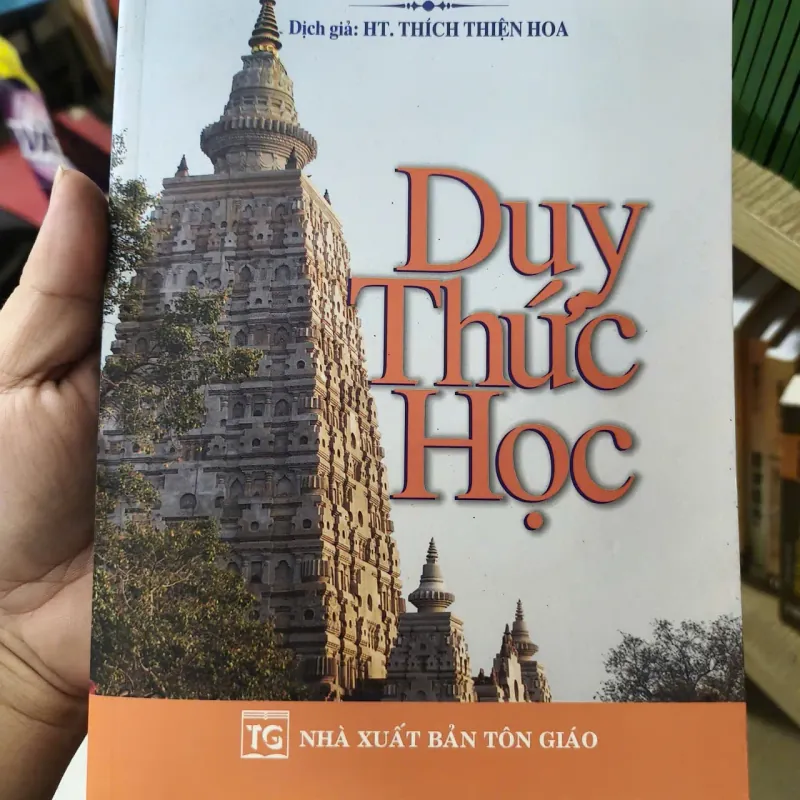 Dịch giả: HT. THÍCH THIỆN HOA
Duy
Thức
Học
TG
NHÀ XUẤT BẢN TÔN GIÁO